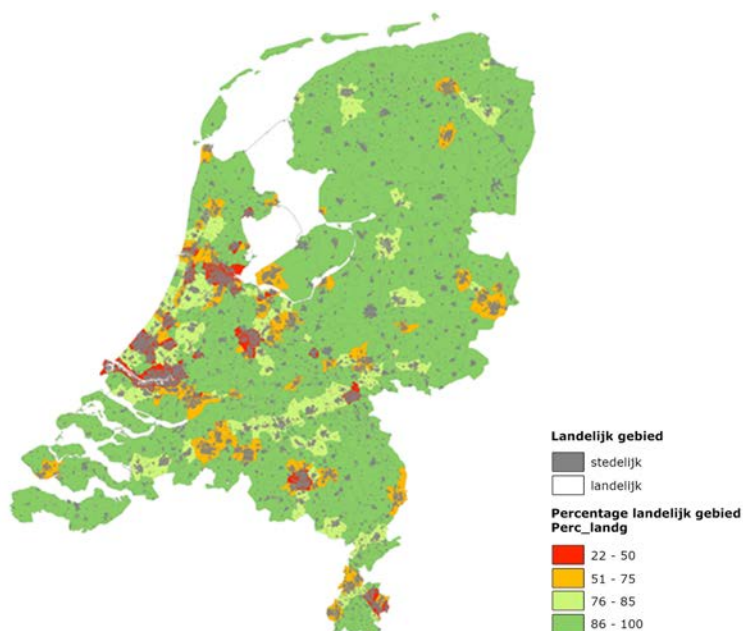 Landelijk gebied
stedelijk
landelijk
Percentage landelijk gebied
Perc_landg
22 - 50
51 - 75
76 - 85
86 - 100